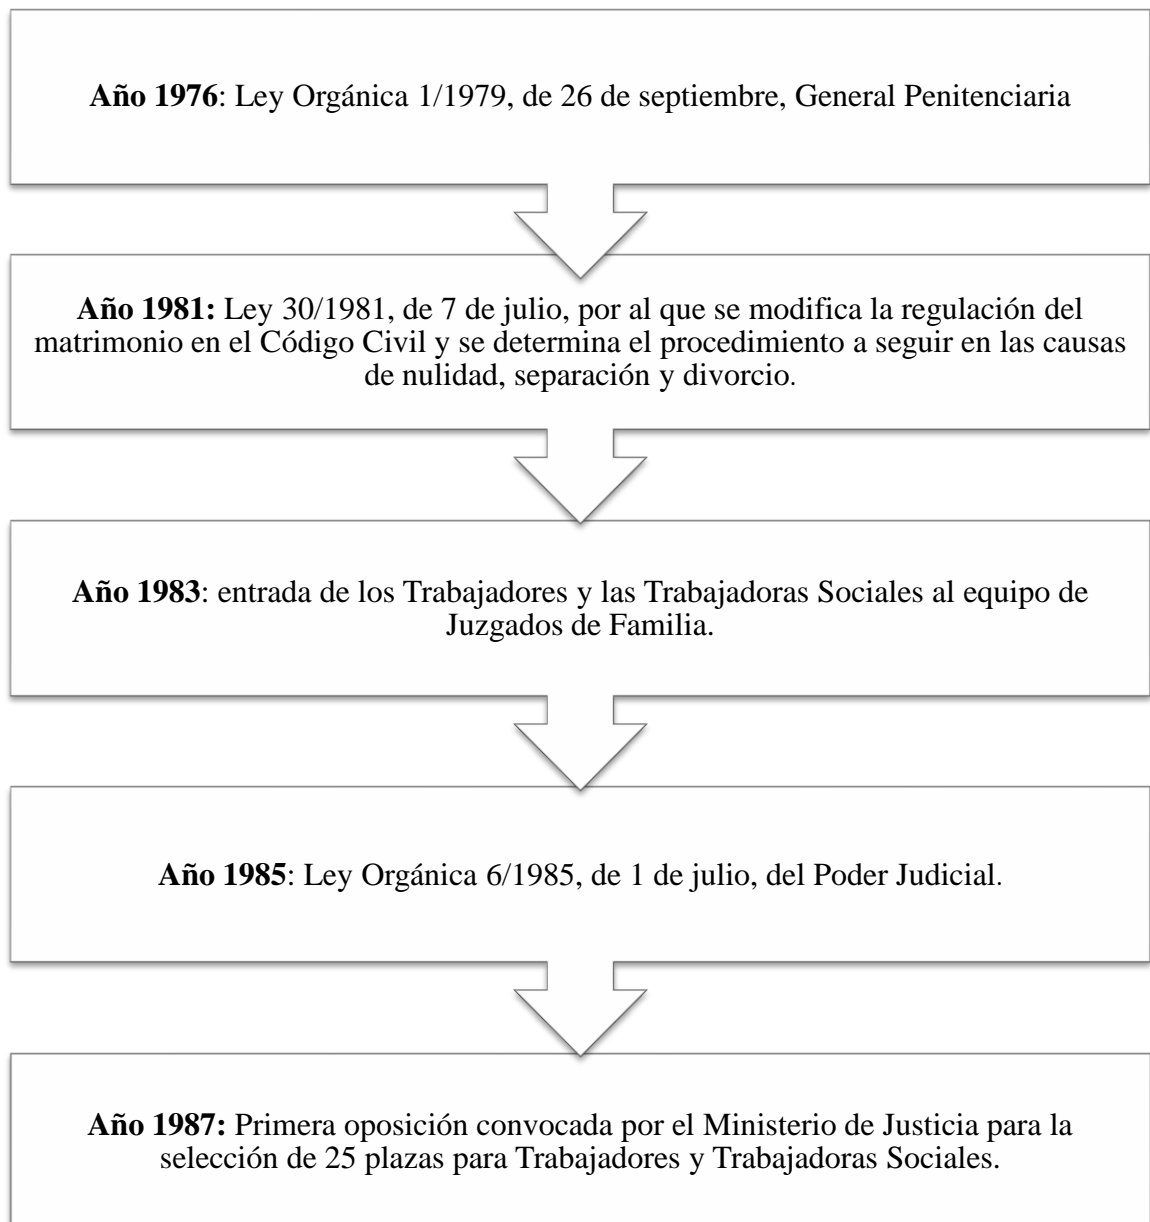 Año 1976: Ley Orgánica 1/1979, de 26 de septiembre, General Penitenciaria
Año 1981: Ley 30/1981, de 7 de julio, por al que se modifica la regulación del
matrimonio en el Código Civil y se determina el procedimiento a seguir en las causas
de nulidad, separación y divorcio.
Año 1983: entrada de los Trabajadores y las Trabajadoras Sociales al equipo de
Juzgados de Familia.
Año 1985: Ley Orgánica 6/1985, de 1 de julio, del Poder Judicial.
Año 1987: Primera oposición convocada por el Ministerio de Justicia para la
selección de 25 plazas para Trabajadores y Trabajadoras Sociales.